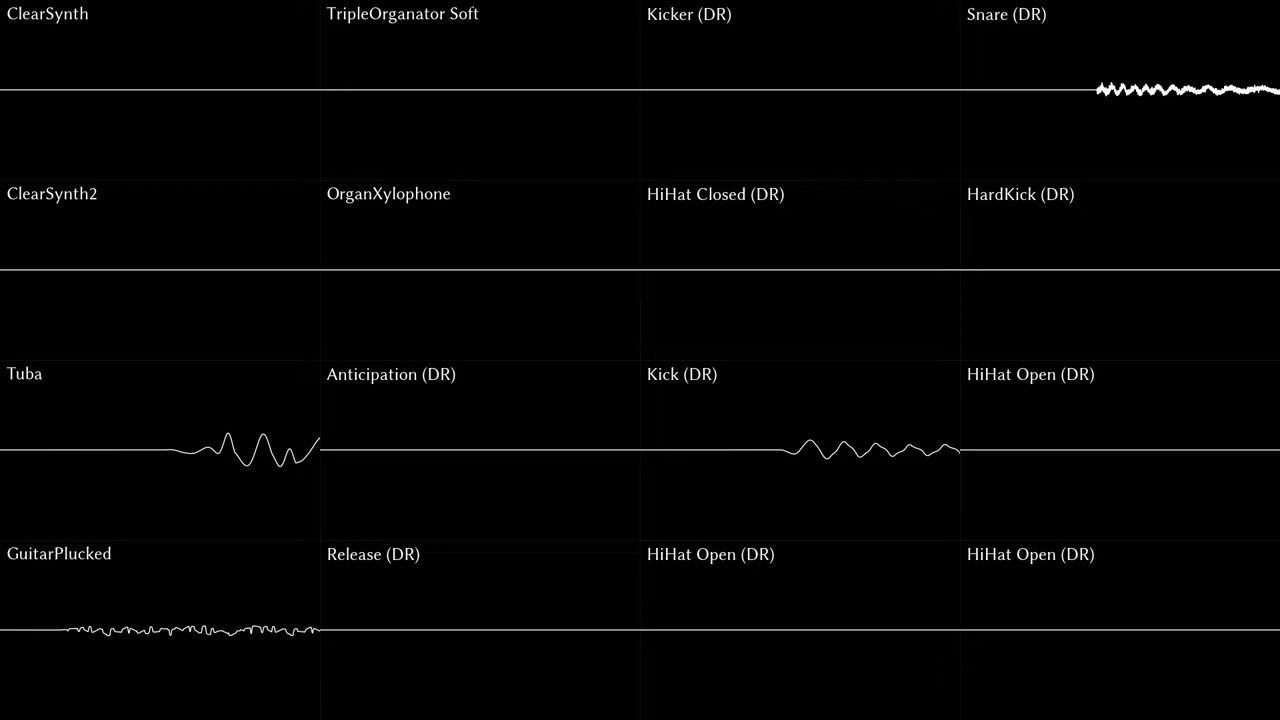 ClearSynth
TripleOrganator Soft
Kicker (DR)
Snare (DR)
ClearSynth2
OrganXylophone
HiHat Closed (DR)
HardKick (DR)
Tuba
Anticipation (DR)
Kick (DR)
HiHat Open (DR)
GuitarPlucked
Release (DR)
HiHat Open (DR)
HiHat Open (DR)